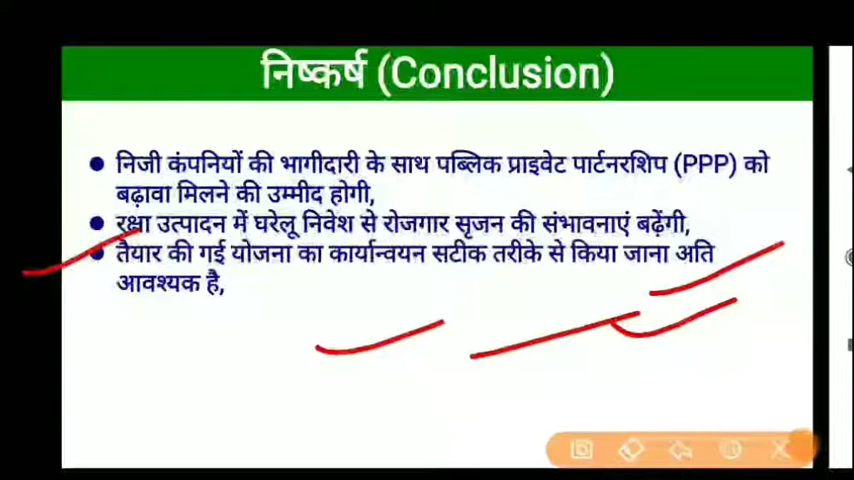 निष्कर्ष (Conclusion)
निजी कंपनियों की भागीदारी के साथ पब्लिक प्राइवेट पार्टनरशिप (PPP) को
बढ़ावा मिलने की उम्मीद होगी,
रक्षा उत्पादन में घरेलू निवेश से रोजगार सृजन की संभावनाएं बढ़ेंगी,
तैयार की गई योजना का कार्यान्वयन सटीक तरीके से किया जाना अति
आवश्यक है,